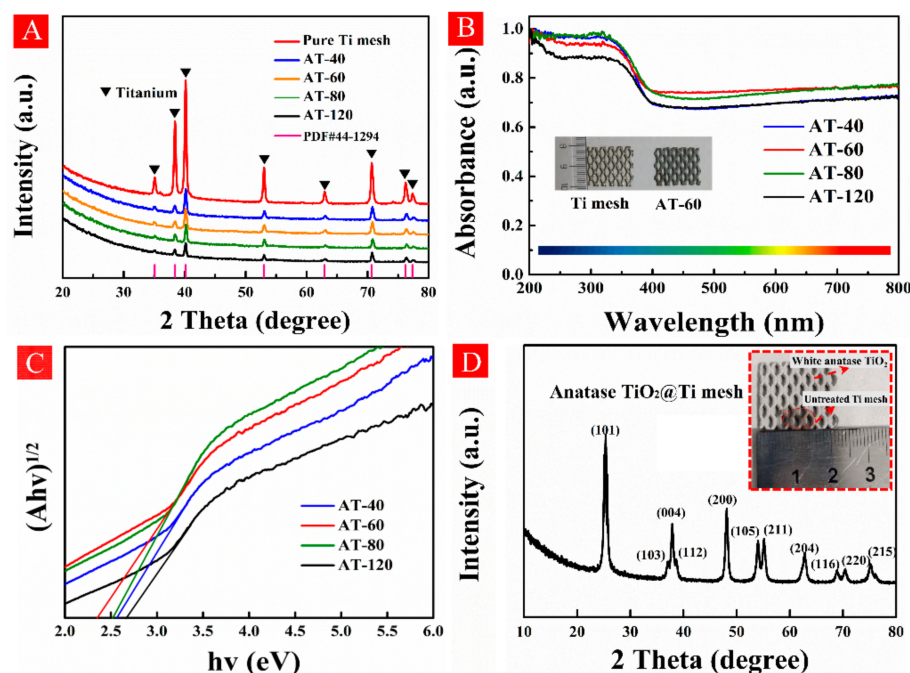 A
Pure Ti mesh
AT-40
AT-60
AT-80
AT-120
PDF#44-1294
▼ Titanium
Intensity (a.u.)
20 30 40 50 60 70 80
2 Theta (degree)
B
1.0
0.8
0.6
0.4
0.2
0.0
Absorbance (a.u.)
AT-40
AT-60
AT-80
AT-120
Ti mesh AT-60
200 300 400 500 600 700 800
Wavelength (nm)
C
(Ahv)1/2
AT-40
AT-60
AT-80
AT-120
2.0 2.5 3.0 3.5 4.0 4.5 5.0 5.5 6.0
hv (eV)
D
Anatase TiO₂@Ti mesh
White anatase TiO₂
Untreated Ti mesh
1 2 3
Intensity (a.u.)
(101)
(103)
(004)
(112)
(200)
(105)
(211)
(204)
(116)
(220)
(215)
10 20 30 40 50 60 70 80
2 Theta (degree)